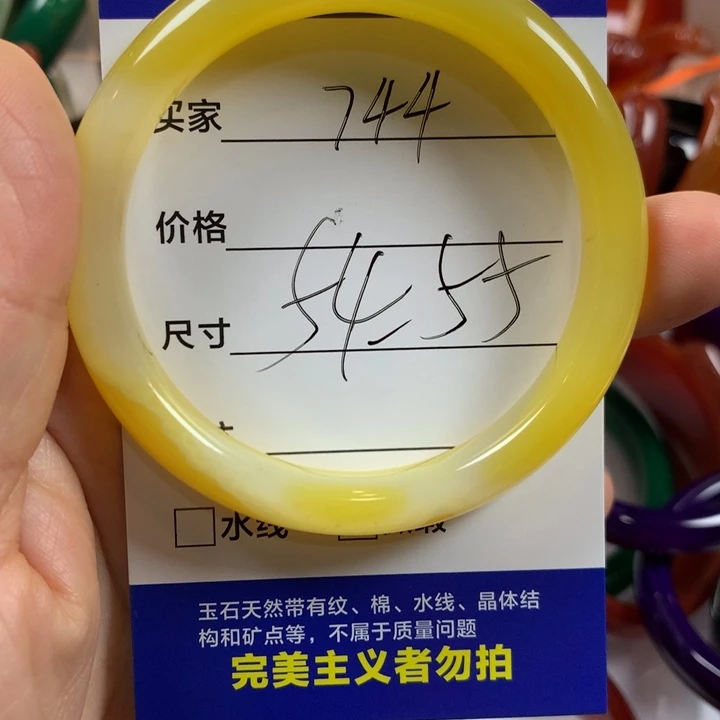 买家 744
价格
尺寸 54-55
水线
玉石天然带有纹、棉、水线、晶体结
构和矿点等，不属于质量问题
完美主义者勿拍